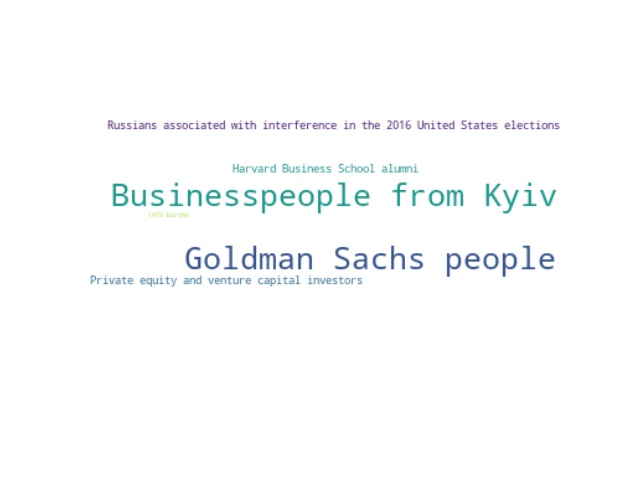 Russians associated with interference in the 2016 United States elections
Harvard Business School alumni
Businesspeople from Kyiv
births
Goldman Sachs people
Private equity and venture capital investors